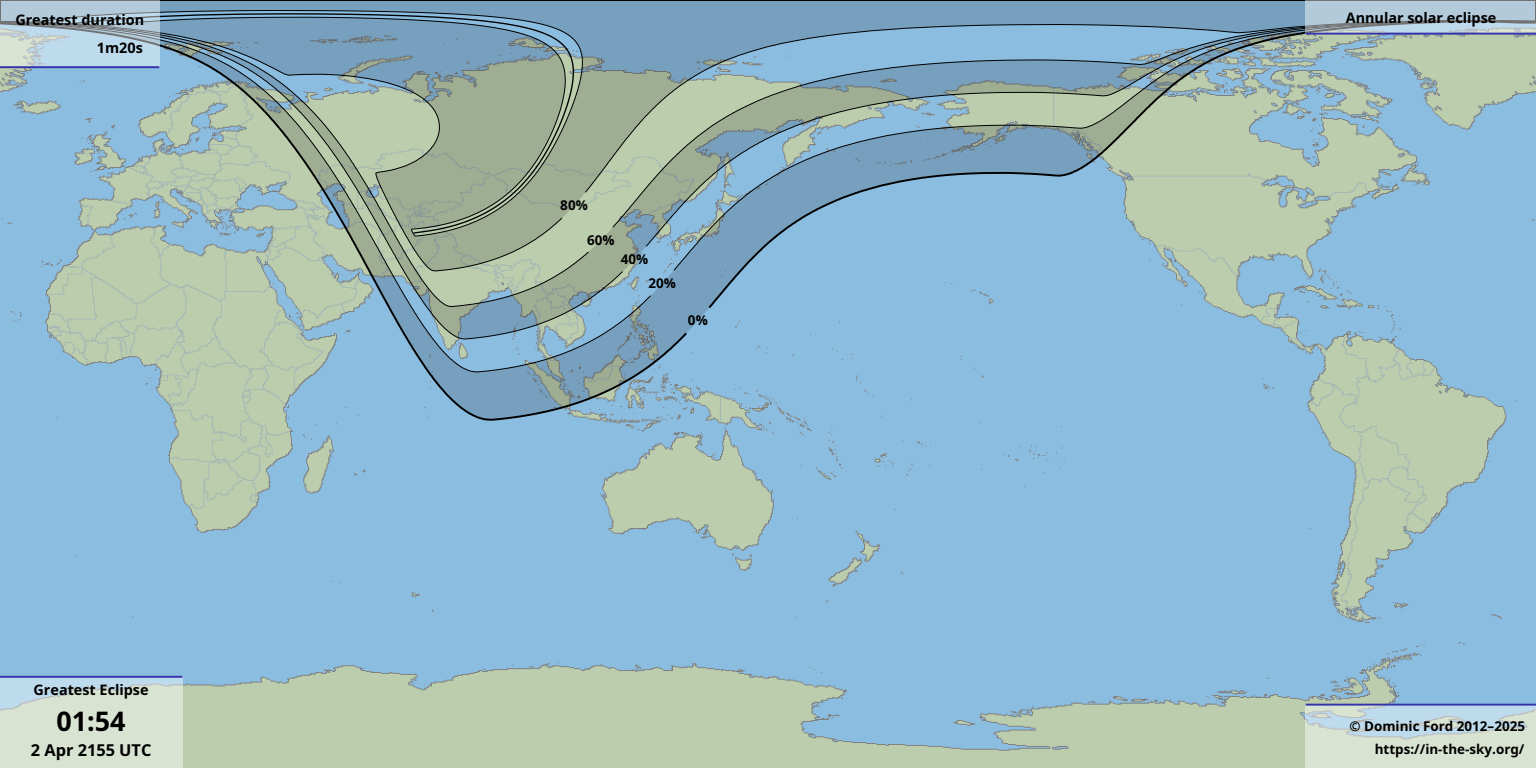 Greatest duration
1m20s
Annular solar eclipse
80%
60%
40%
20%
0%
Greatest Eclipse
01:54
2 Apr 2155 UTC
© Dominic Ford 2012–2025
https://in-the-sky.org/